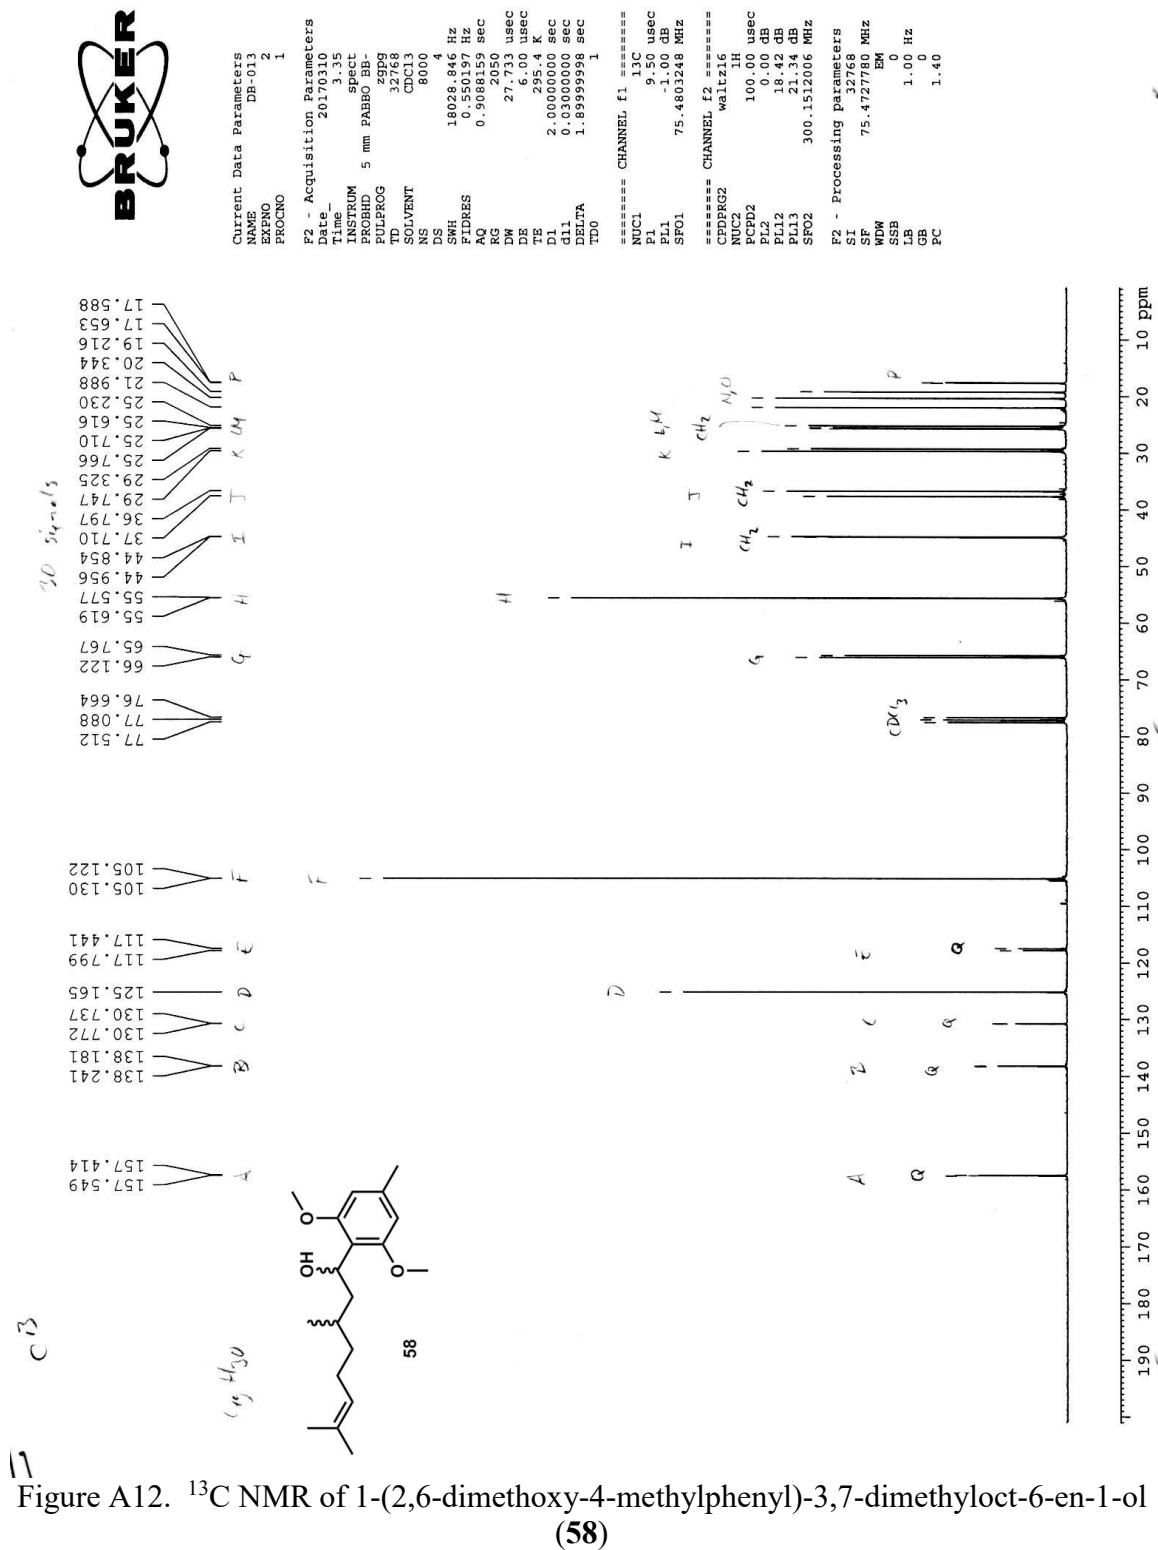 BRUKER
Current Data Parameters
NAME DB-013
EXPNO 2
PROCNO 1
F2 - Acquisition Parameters
Date_ 20170310
Time 3.35
INSTRUM spect
PROBHD 5 mm PABBO BB-
PULPROG zgpg
TD 32768
SOLVENT CDCl3
NS 8000
DS 4
SWH 18028.846 Hz
FIDRES 0.550197 Hz
AQ 0.9088159 sec
RG 2050
DW 27.733 usec
DE 6.00 usec
TE 295.4 K
D1 2.00000000 sec
d11 0.03000000 sec
DELTA 1.89999998 sec
TD0 1
======== CHANNEL f1 ========
NUC1 13C
P1 9.50 usec
PL1 -1.00 dB
SFO1 75.4803248 MHz
======== CHANNEL f2 ========
CPDPRG2 waltz16
NUC2 1H
PCPD2 100.00 usec
PL2 0.00 dB
PL12 18.42 dB
PL13 21.34 dB
SFO2 300.1512006 MHz
F2 - Processing parameters
SI 32768
SF 75.4727780 MHz
WDW EM
SSB 0
LB 1.00 Hz
GB 0
PC 1.40
30 signals
157.549
157.414
138.241
138.181
130.772
130.737
125.165
117.799
117.441
105.130
105.122
77.512
77.088
76.664
66.122
65.767
55.619
55.577
44.956
44.854
37.710
36.797
29.747
29.325
25.766
25.710
25.616
25.230
21.988
20.344
19.216
17.653
17.588
A B C D E F G H I J K LM P
A B C D E F G H I J K L,M N,O P
Q Q Q Q
CDCl3
CH2 CH2 CH2
C13
OH
O
O
58
190 180 170 160 150 140 130 120 110 100 90 80 70 60 50 40 30 20 10 ppm
Figure A12. 13C NMR of 1-(2,6-dimethoxy-4-methylphenyl)-3,7-dimethyloct-6-en-1-ol
(58)